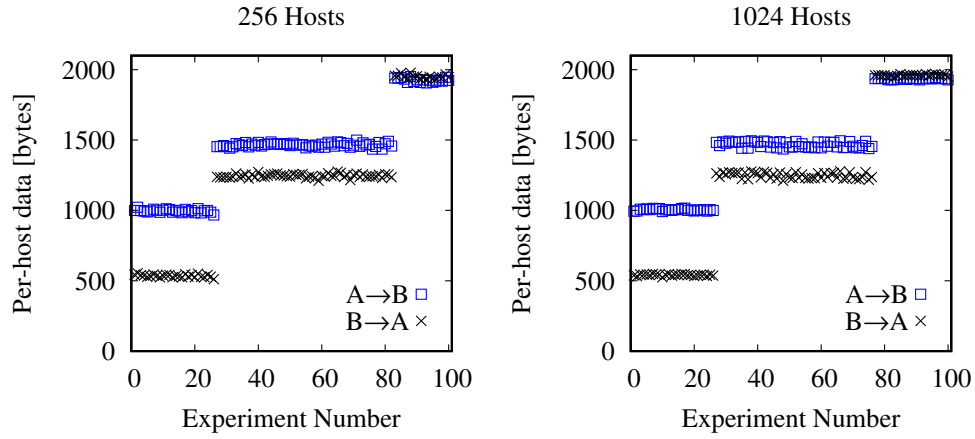 256 Hosts
Per-host data [bytes]
2000
1500
1000
500
0
A→B
B→A
0 20 40 60 80 100
Experiment Number
1024 Hosts
Per-host data [bytes]
2000
1500
1000
500
0
A→B
B→A
0 20 40 60 80 100
Experiment Number